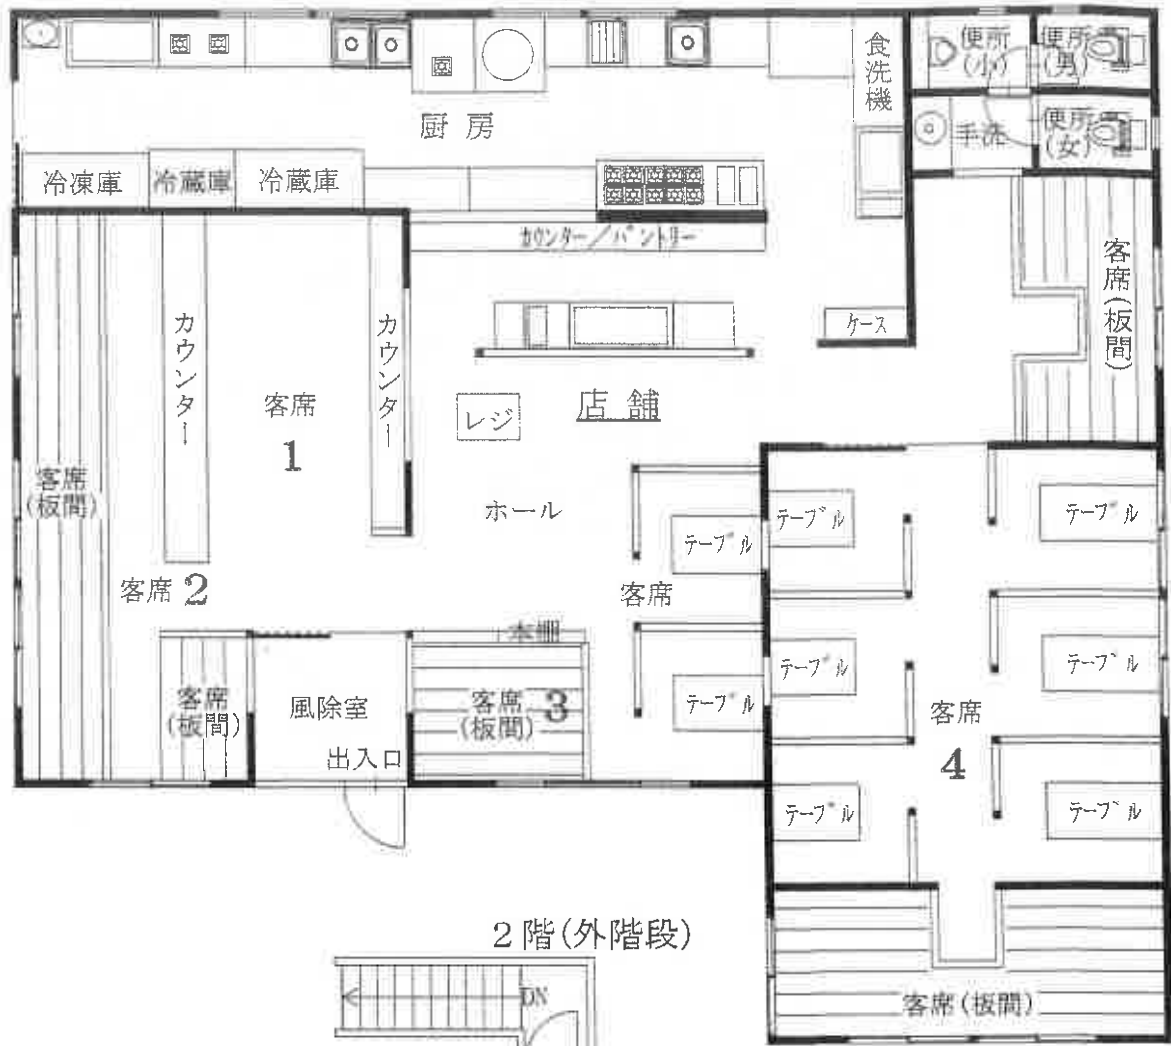 食洗機
便所
(小)
便所
(男)
手洗
便所
(女)
厨房
冷凍庫
冷蔵庫
冷蔵庫
カウンター/パントリー
客席(板間)
ケース
カウンター
カウンター
客席
1
レジ
店舗
客席
(板間)
ホール
テーブル
テーブル
テーブル
客席 2
客席
本棚
テーブル
テーブル
客席
(板間)
風除室
客席
(板間)
3
テーブル
客席
4
出入口
テーブル
テーブル
2階(外階段)
DN
客席(板間)